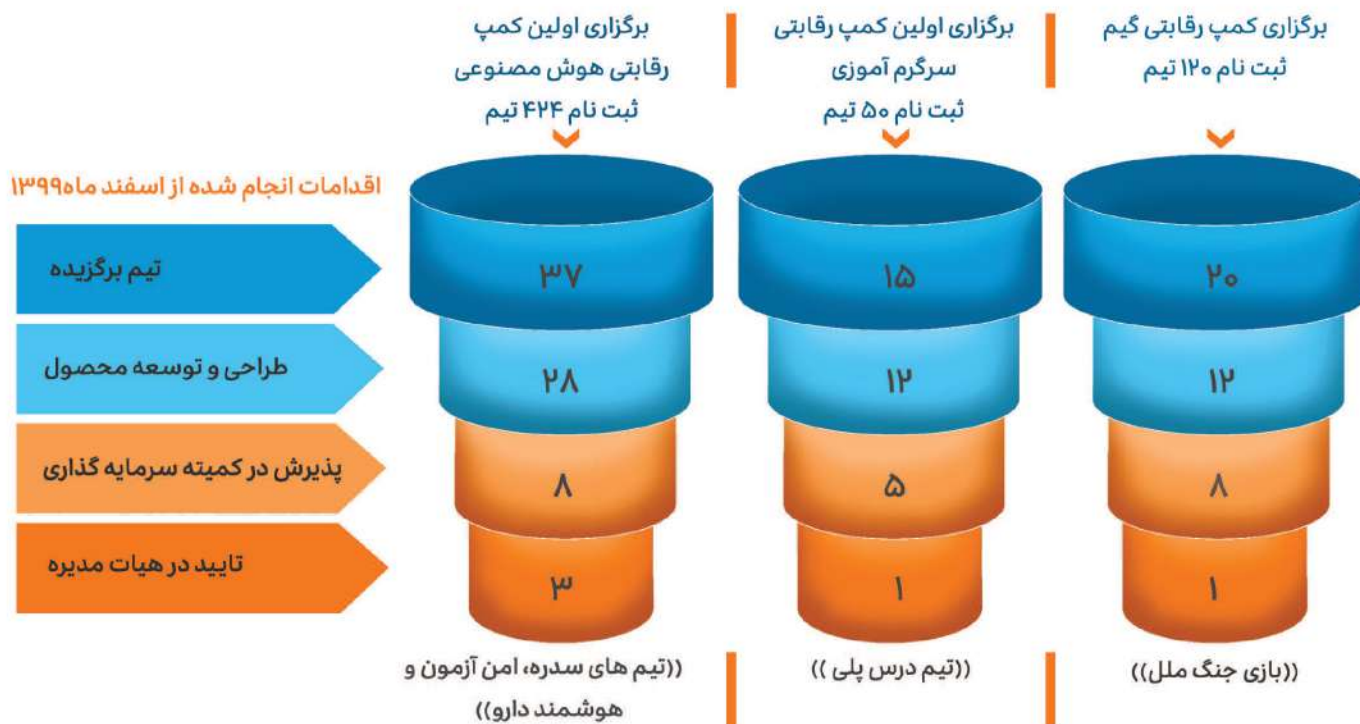 برگزاری کمپ رقابتی گیم
ثبت نام ۱۲۰ تیم
برگزاری اولین کمپ رقابتی
سرگرم آموزی
ثبت نام ۵۰ تیم
برگزاری اولین کمپ
رقابتی هوش مصنوعی
ثبت نام ۴۲۴ تیم
اقدامات انجام شده از اسفند ماه۱۳۹۹
۲۰
۱۵
۳۷
تیم برگزیده
۱۲
۱۲
۲۸
طراحی و توسعه محصول
۸
۵
۸
پذیرش در کمیته سرمایه گذاری
۱
۱
۳
تایید در هیات مدیره
((بازی جنگ ملل))
((تیم درس پلی ))
((تیم های سدره، امن آزمون و
هوشمند دارو))